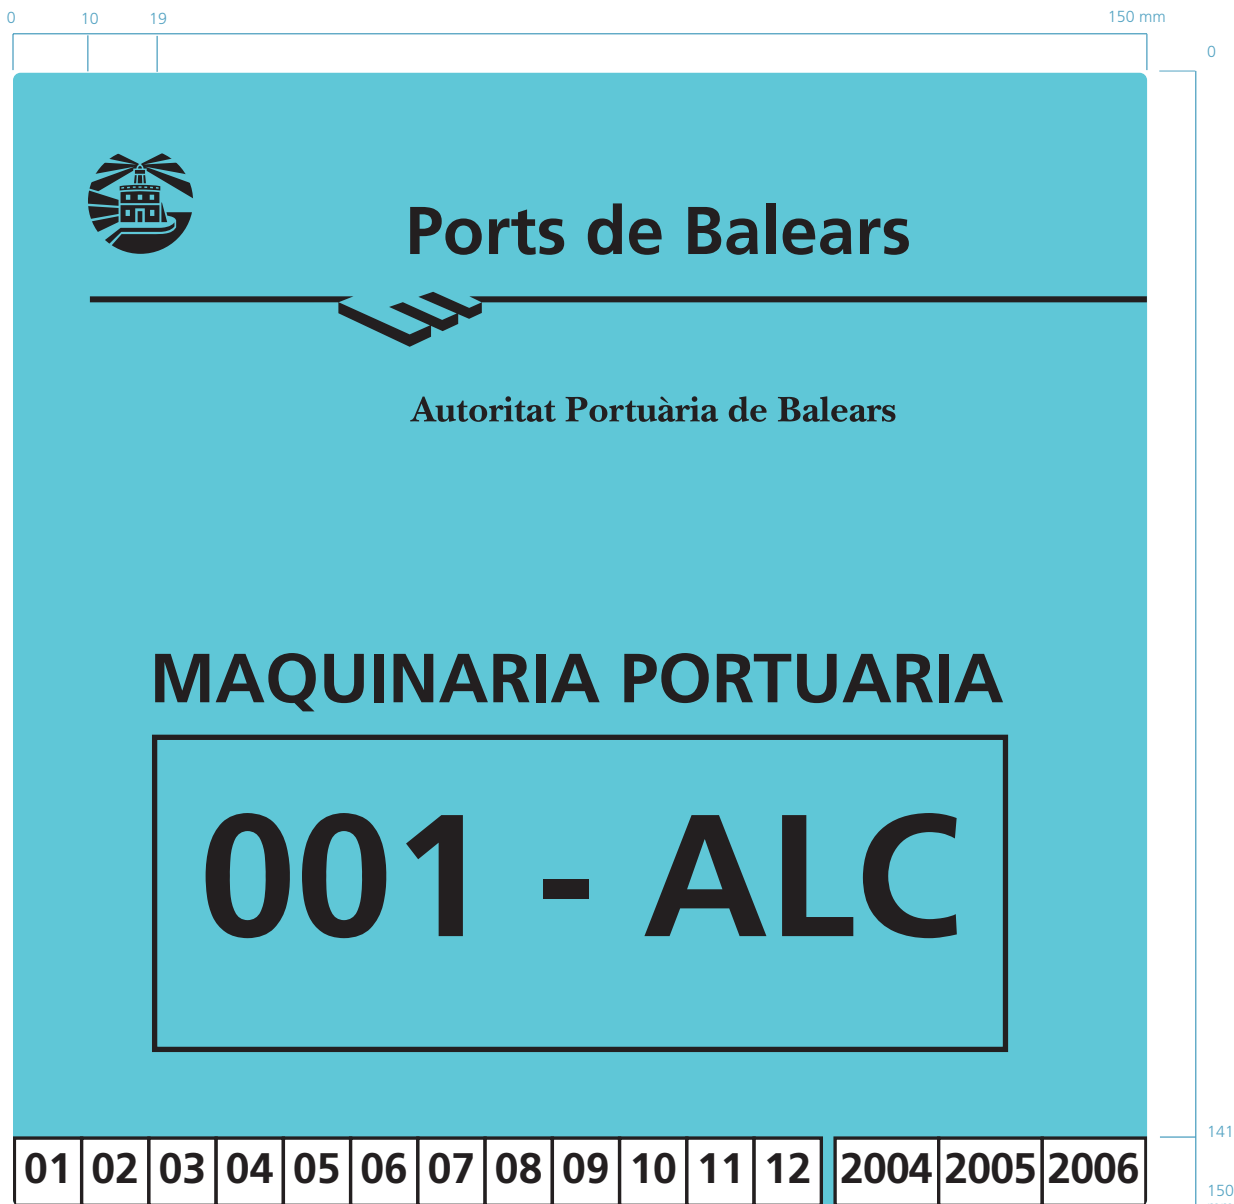 0 10 19 150 mm
0
Ports de Balears
Autoritat Portuària de Balears
MAQUINARIA PORTUARIA
001 - ALC
141
01 02 03 04 05 06 07 08 09 10 11 12 2004 2005 2006
150